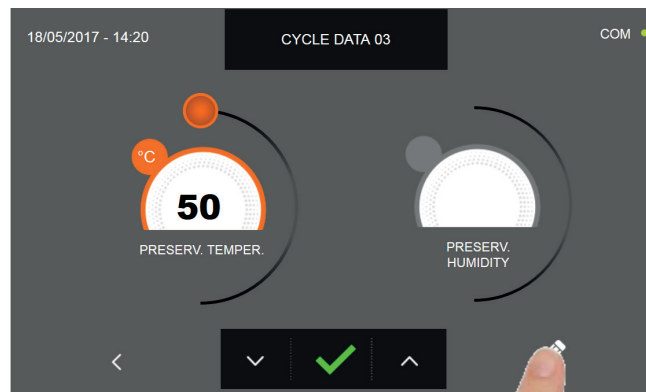 18/05/2017 - 14:20
CYCLE DATA 03
COM
°C
50
PRESERV. TEMPER.
PRESERV.
HUMIDITY